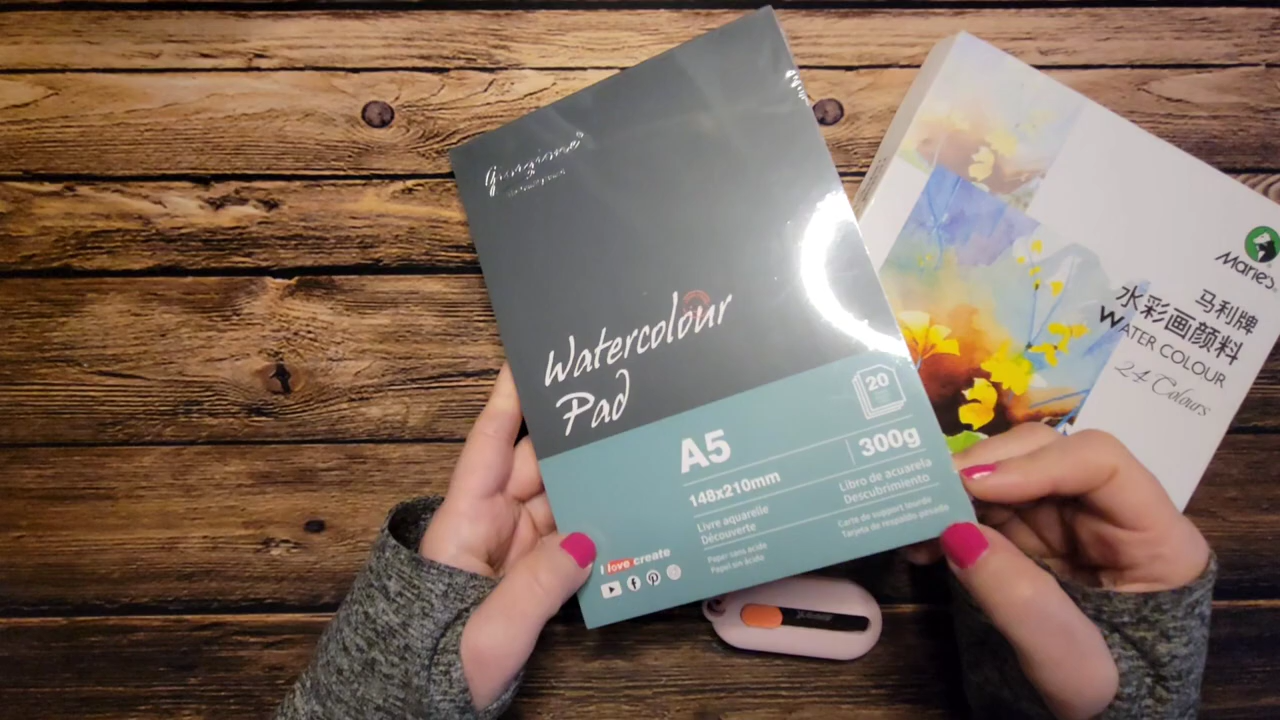 Watercolour
Pad
20
A5
300g
148x210mm
Livre aquarelle
Découverte
Libro de acuarela
Descubrimiento
Papier sans acide
Papel sin ácido
Carte de support lourde
Tarjeta de respaldo pesado
I love create
Marie's
马利牌
水彩画颜料
WATER COLOUR
24 Colours